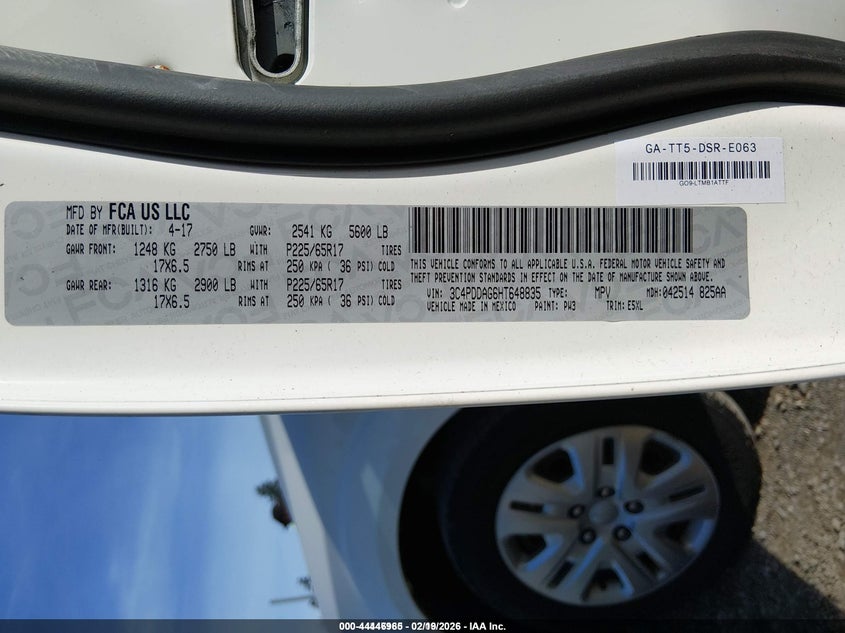 GA-TT5-DSR-E063
GO9-LTMB1ATTF
MFD BY FCA US LLC
DATE OF MFR(BUILT): 4-17 GVWR: 2541 KG 5600 LB
GAWR FRONT: 1248 KG 2750 LB WITH P225/65R17 TIRES
17X6.5 RIMS AT 250 KPA ( 36 PSI) COLD
GAWR REAR: 1316 KG 2900 LB WITH P225/65R17 TIRES
17X6.5 RIMS AT 250 KPA ( 36 PSI) COLD
THIS VEHICLE CONFORMS TO ALL APPLICABLE U.S.A. FEDERAL MOTOR VEHICLE SAFETY AND
THEFT PREVENTION STANDARDS IN EFFECT ON THE DATE OF MANUFACTURE SHOWN ABOVE.
VIN: 3C4PDDAG6HT648835 TYPE: MPV MDH:042514 825AA
VEHICLE MADE IN MEXICO PAINT: PW3 TRIM: E5XL
000-44446965 - 02/19/2026 - IAA Inc.